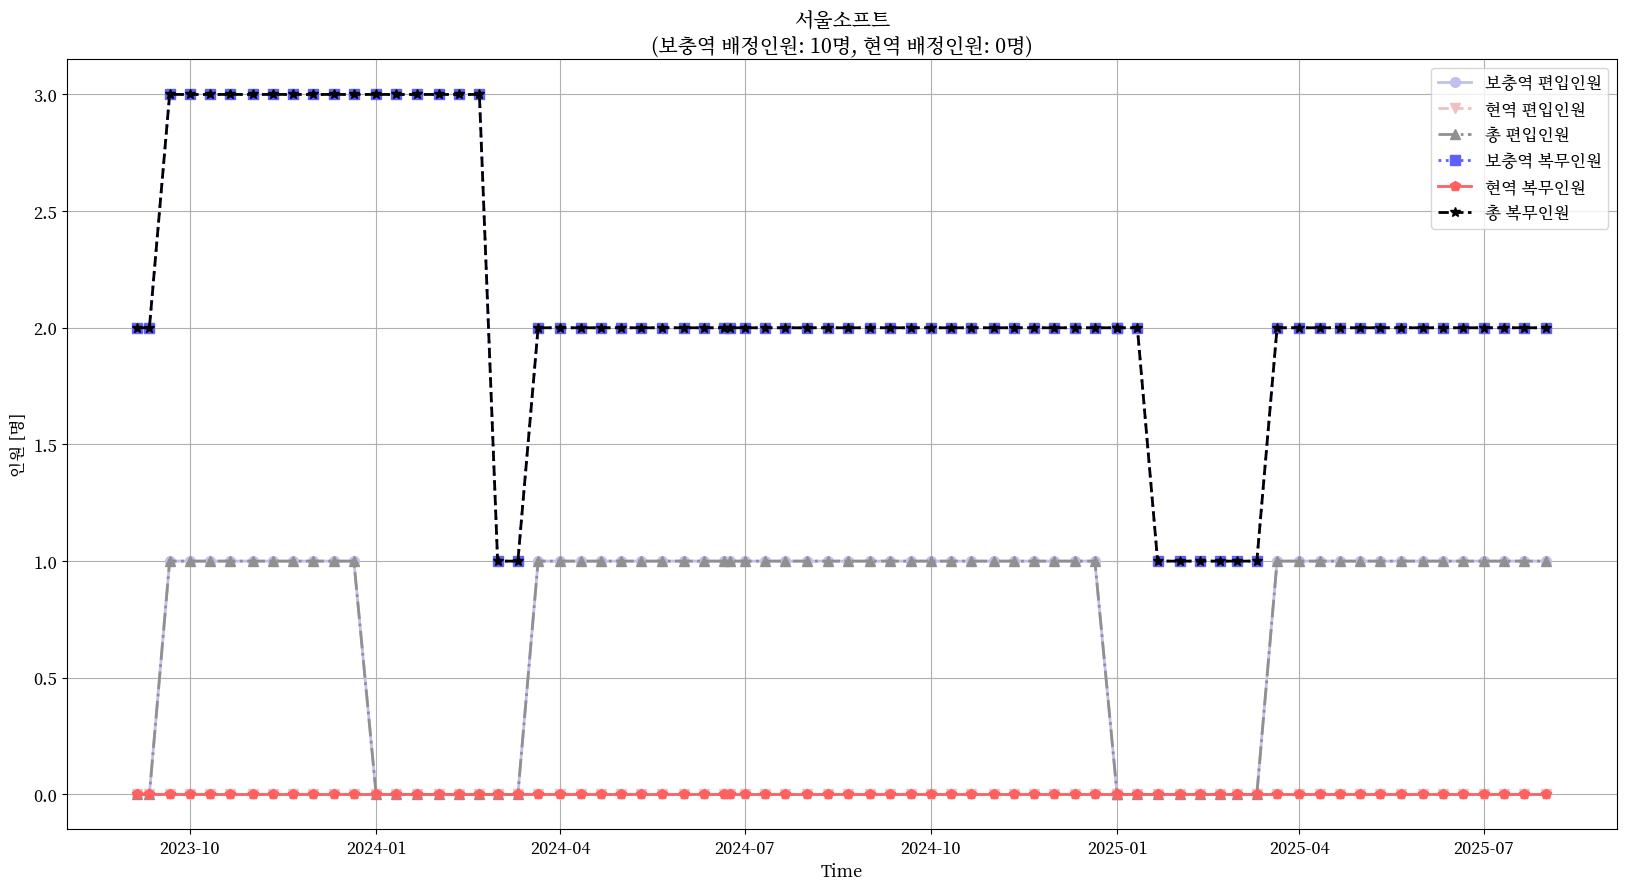 서울소프트
(보충역 배정인원: 10명, 현역 배정인원: 0명)
보충역 편입인원
현역 편입인원
총 편입인원
보충역 복무인원
현역 복무인원
총 복무인원
인원 [명]
3.0
2.5
2.0
1.5
1.0
0.5
0.0
2023-10
2024-01
2024-04
2024-07
2024-10
2025-01
2025-04
2025-07
Time